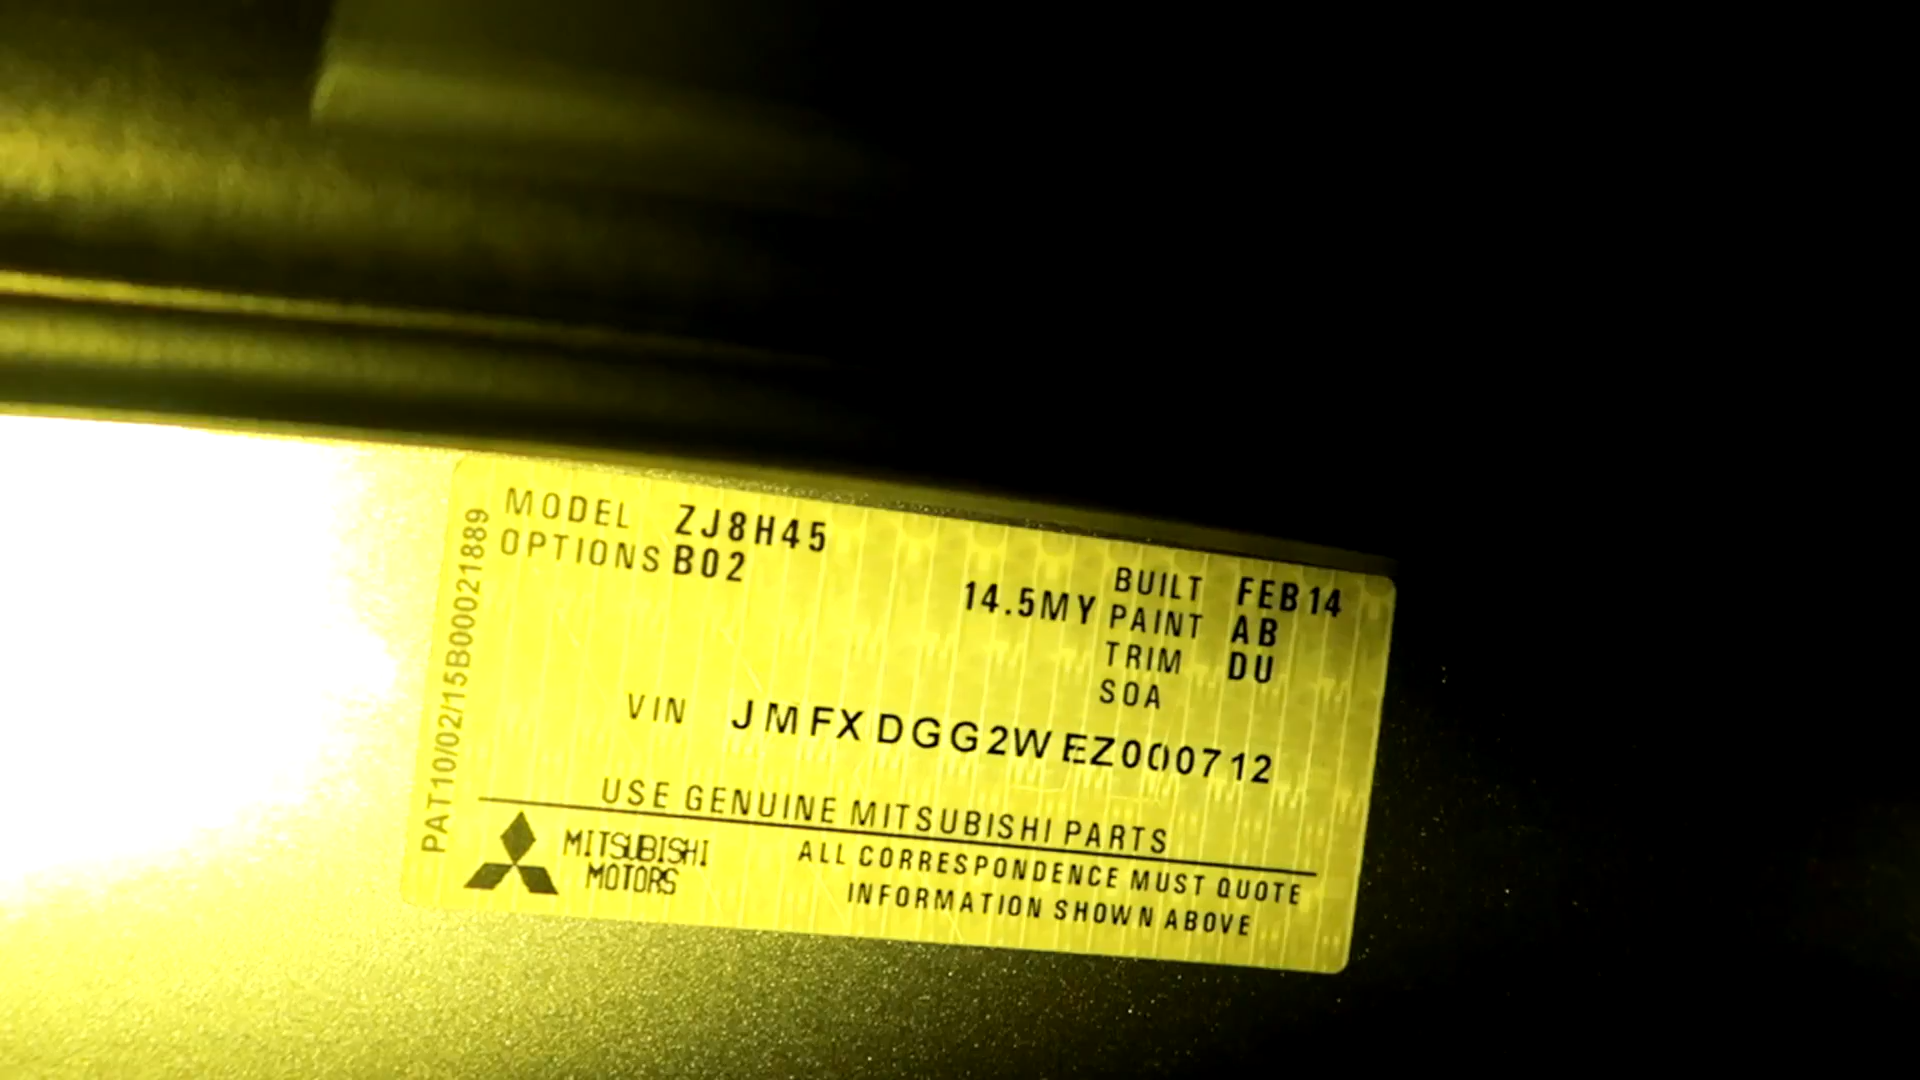 MODEL ZJ8H45
OPTIONS B02
BUILT FEB14
14.5MY PAINT AB
TRIM DU
SOA
VIN JMFXDGG2WEZ000712
USE GENUINE MITSUBISHI PARTS
MITSUBISHI MOTORS
ALL CORRESPONDENCE MUST QUOTE
INFORMATION SHOWN ABOVE
PAT10/02/15B00021889